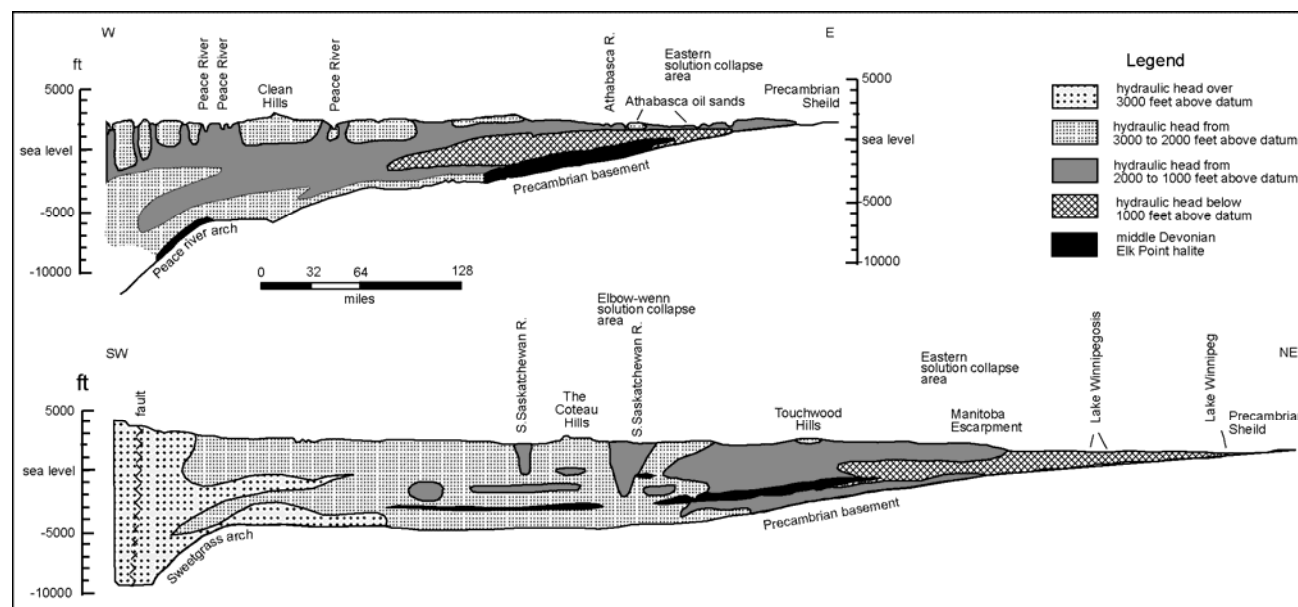 W
E
ft
Peace River
Peace River
Clean
Hills
Peace River
Athabasca R.
Eastern
solution collapse
area
Athabasca oil sands
Precambrian
Sheild
5000
sea level
-5000
-10000
5000
sea level
-5000
-10000
Peace river arch
Precambrian basement
0 32 64 128
miles
Legend
hydraulic head over
3000 feet above datum
hydraulic head from
3000 to 2000 feet above datum
hydraulic head from
2000 to 1000 feet above datum
hydraulic head below
1000 feet above datum
middle Devonian
Elk Point halite
SW
NE
ft
fault
S.Saskatchewan R.
The
Coteau
Hills
Elbow-wenn
solution collapse
area
S.Saskatchewan R.
Touchwood
Hills
Eastern
solution collapse
area
Manitoba
Escarpment
Lake Winnipegosis
Lake Winnipeg
Precambrian
Sheild
5000
sea level
-5000
-10000
Sweetgrass arch
Precambrian basement